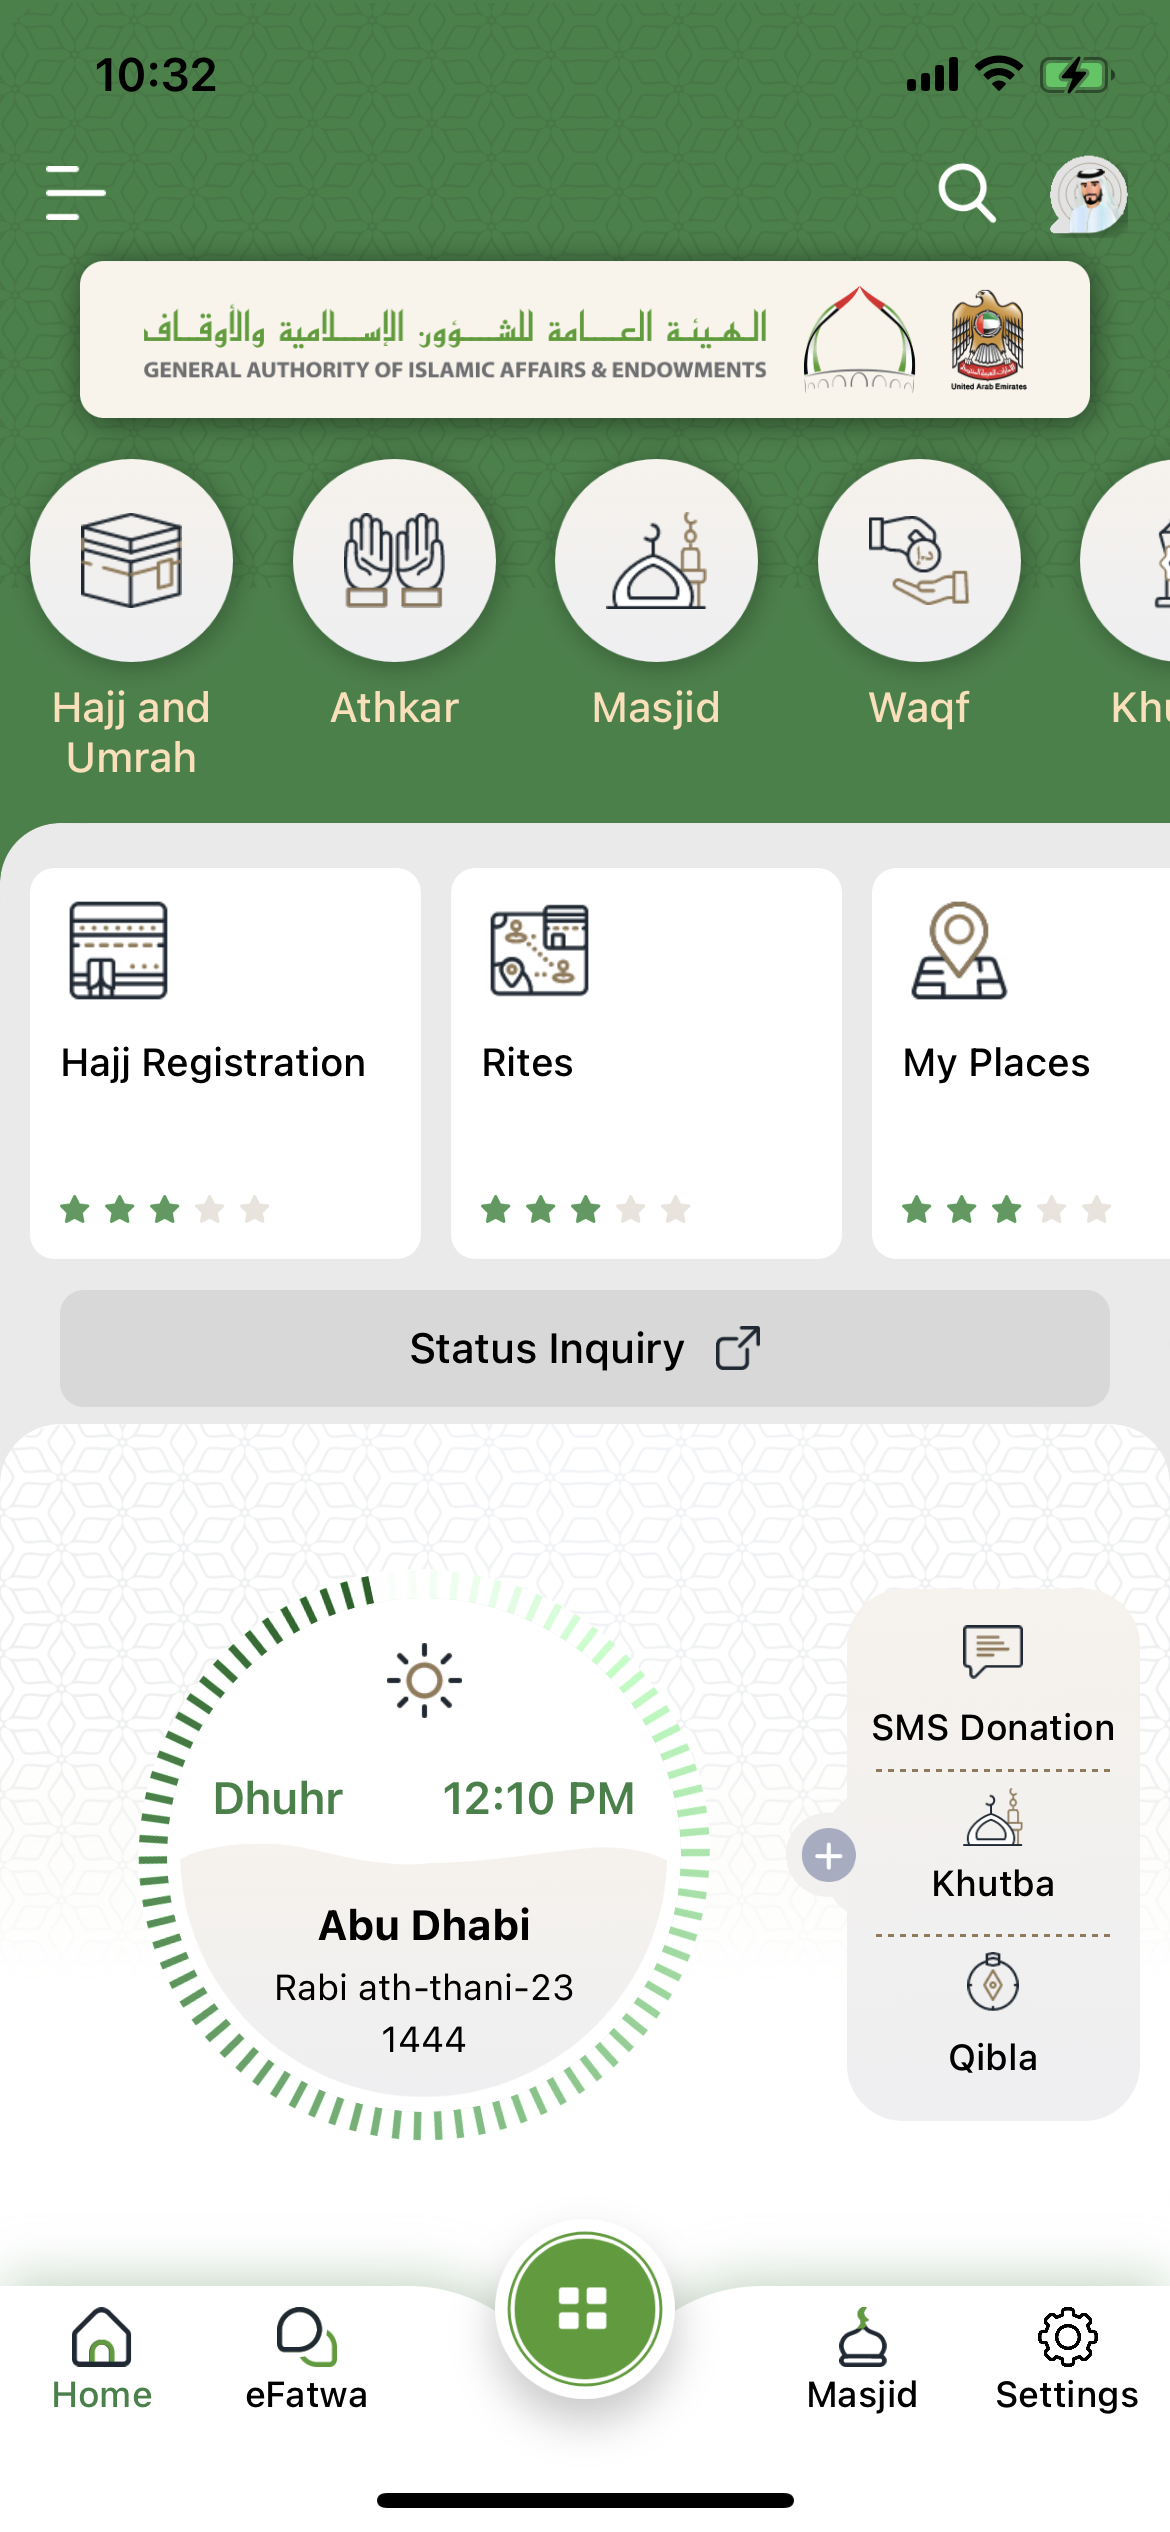 10:32
الهيئة العامة للشؤون الإسلامية والأوقاف
GENERAL AUTHORITY OF ISLAMIC AFFAIRS & ENDOWMENTS
United Arab Emirates
Hajj and
Umrah
Athkar
Masjid
Waqf
Khu
Hajj Registration
Rites
My Places
Status Inquiry
Dhuhr 12:10 PM
Abu Dhabi
Rabi ath-thani-23
1444
SMS Donation
Khutba
Qibla
Home
eFatwa
Masjid
Settings